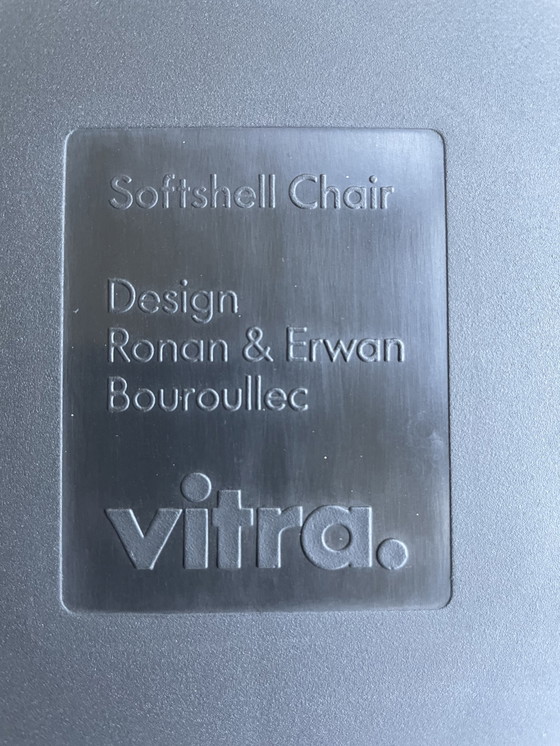 Softshell Chair
Design
Ronan & Erwan
Bouroullec
vitra.